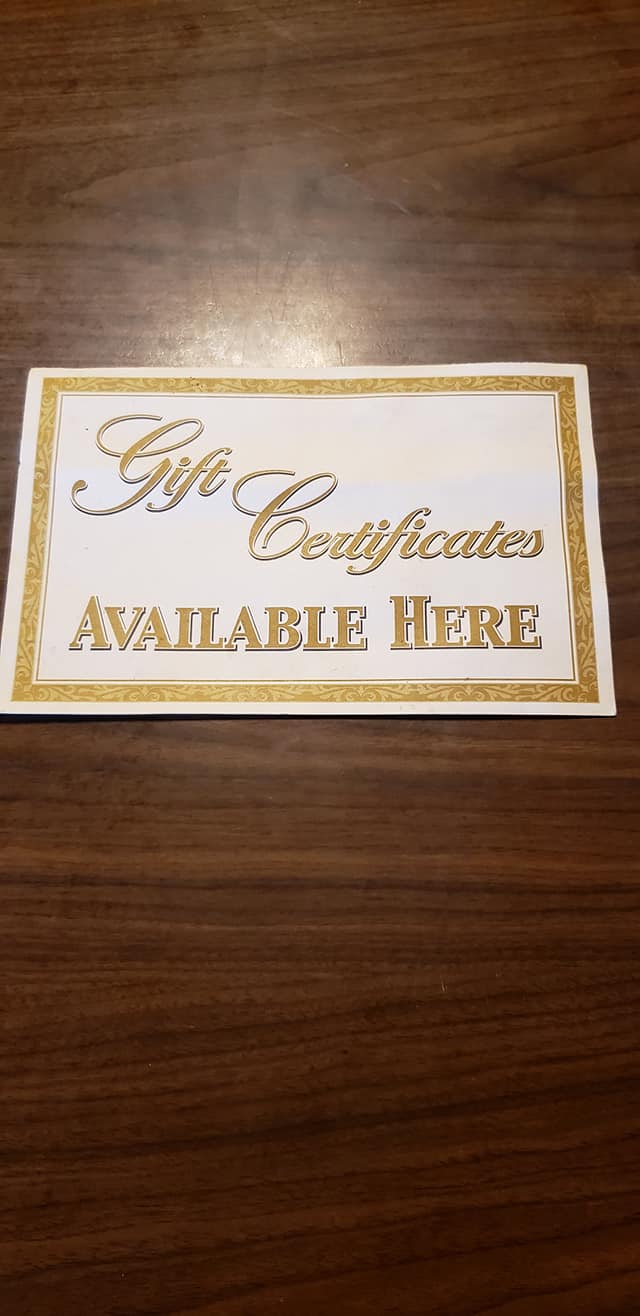 Gift
Certificates
AVAILABLE HERE